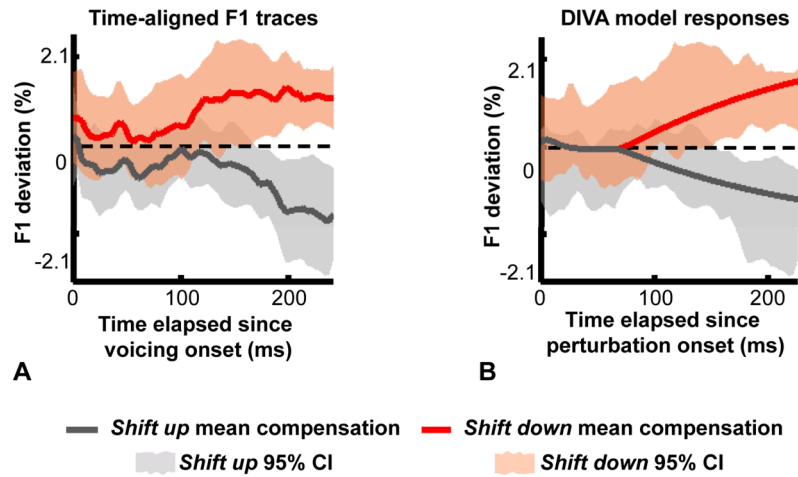 Time-aligned F1 traces
F1 deviation (%)
2.1
0
-2.1
0 100 200
Time elapsed since
voicing onset (ms)
A
DIVA model responses
F1 deviation (%)
2.1
0
-2.1
0 100 200
Time elapsed since
perturbation onset (ms)
B
Shift up mean compensation
Shift down mean compensation
Shift up 95% CI
Shift down 95% CI